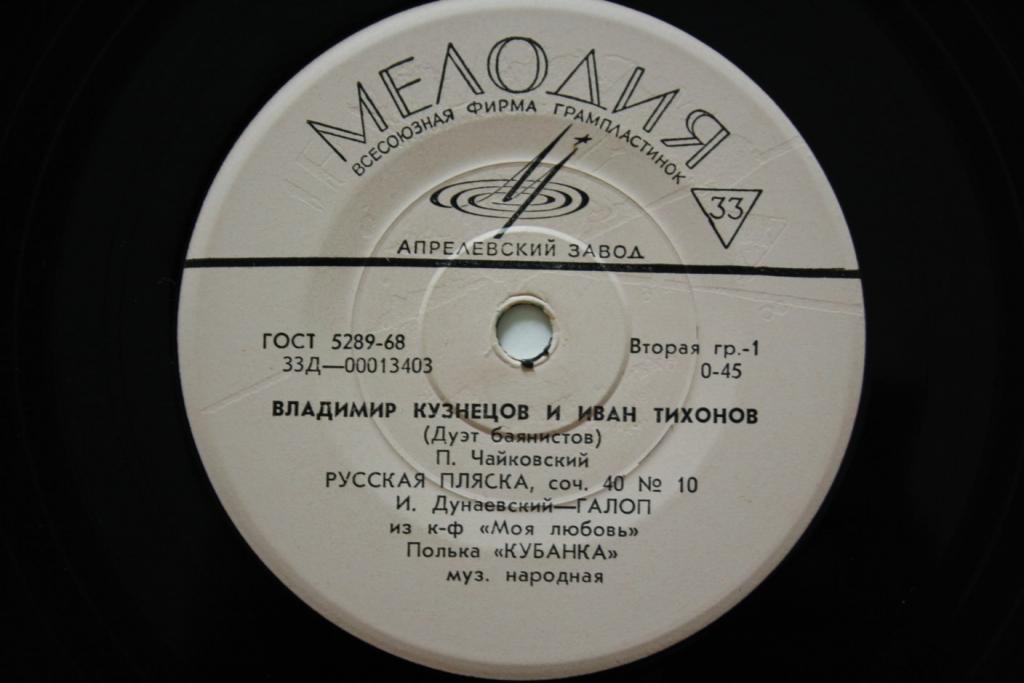 МЕЛОДИЯ
ВСЕСОЮЗНАЯ ФИРМА ГРАМПЛАСТИНОК
33
АПРЕЛЕВСКИЙ ЗАВОД
ГОСТ 5289-68 Вторая гр.-1
33Д—00013403 0-45
ВЛАДИМИР КУЗНЕЦОВ И ИВАН ТИХОНОВ
(Дуэт баянистов)
П. Чайковский
РУССКАЯ ПЛЯСКА, соч. 40 № 10
И. Дунаевский—ГАЛОП
из к-ф «Моя любовь»
Полька «КУБАНКА»
муз. народная